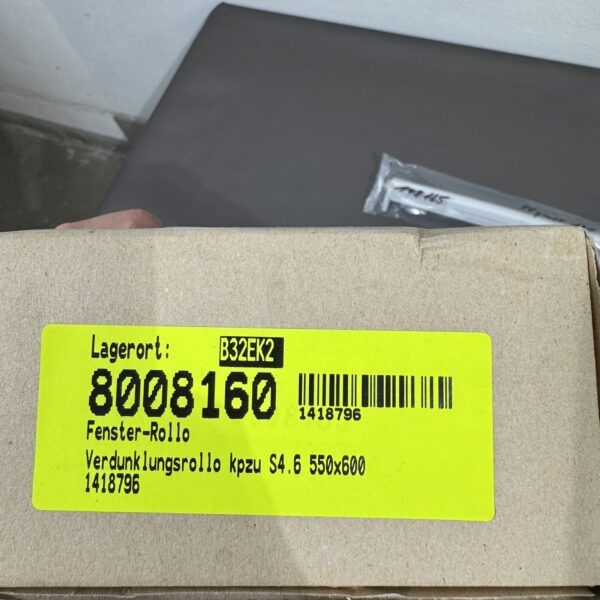 Lagerort: B32EK2
8008160
1418796
Fenster-Rollo
Verdunklungsrollo kpzu S4.6 550x600
1418796